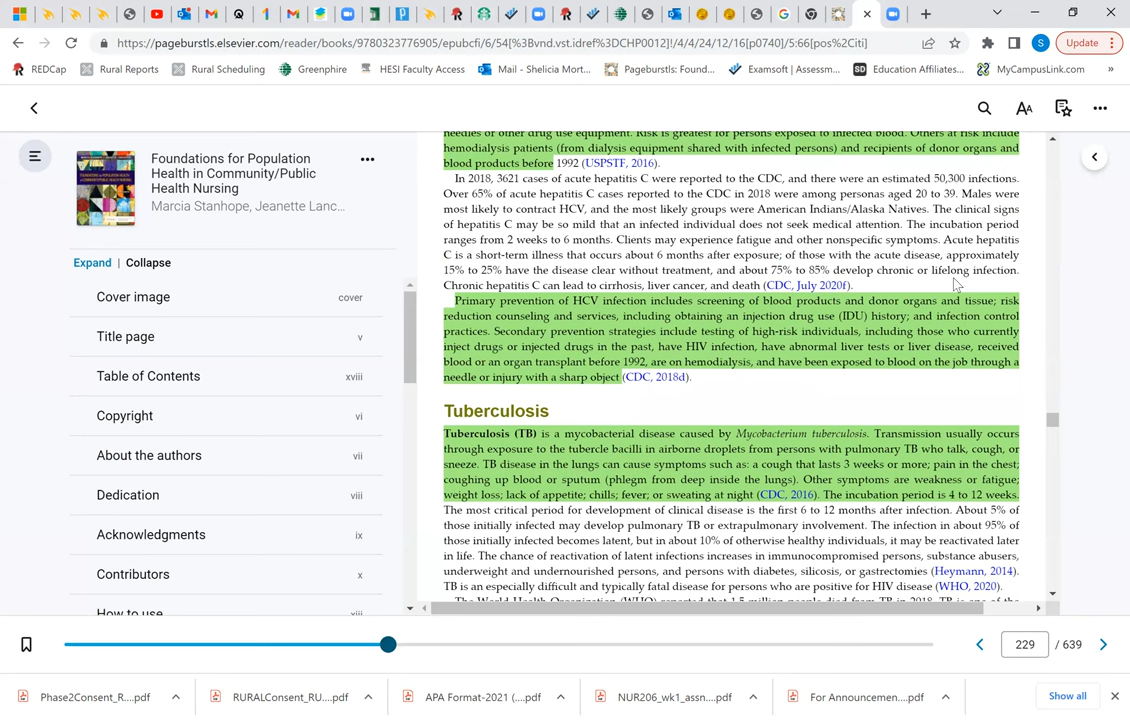 https://pageburstls.elsevier.com/reader/books/9780323776905/epubcfi/6/54[%3Bvnd.vst.idref%3DCHP0012]!/4/4/24/12/16[p0740]/5:66[pos%2Citi]
S
Update
REDCap
Rural Reports
Rural Scheduling
Greenphire
HESI Faculty Access
Mail - Shelicia Mort...
Pageburstls: Found...
Examsoft | Assessm...
SD
Education Affiliates...
MyCampusLink.com
»
AA
Foundations for Population
Health in Community/Public
Health Nursing
Marcia Stanhope, Jeanette Lanc...
Expand | Collapse
Cover image cover
Title page v
Table of Contents xviii
Copyright vi
About the authors vii
Dedication viii
Acknowledgments ix
Contributors x
How to use xiii
needles or other drug use equipment. Risk is greatest for persons exposed to infected blood. Others at risk include
hemodialysis patients (from dialysis equipment shared with infected persons) and recipients of donor organs and
blood products before 1992 (USPSTF, 2016).
In 2018, 3621 cases of acute hepatitis C were reported to the CDC, and there were an estimated 50,300 infections.
Over 65% of acute hepatitis C cases reported to the CDC in 2018 were among personas aged 20 to 39. Males were
most likely to contract HCV, and the most likely groups were American Indians/Alaska Natives. The clinical signs
of hepatitis C may be so mild that an infected individual does not seek medical attention. The incubation period
ranges from 2 weeks to 6 months. Clients may experience fatigue and other nonspecific symptoms. Acute hepatitis
C is a short-term illness that occurs about 6 months after exposure; of those with the acute disease, approximately
15% to 25% have the disease clear without treatment, and about 75% to 85% develop chronic or lifelong infection.
Chronic hepatitis C can lead to cirrhosis, liver cancer, and death (CDC, July 2020f).
Primary prevention of HCV infection includes screening of blood products and donor organs and tissue; risk
reduction counseling and services, including obtaining an injection drug use (IDU) history; and infection control
practices. Secondary prevention strategies include testing of high-risk individuals, including those who currently
inject drugs or injected drugs in the past, have HIV infection, have abnormal liver tests or liver disease, received
blood or an organ transplant before 1992, are on hemodialysis, and have been exposed to blood on the job through a
needle or injury with a sharp object (CDC, 2018d).
Tuberculosis
Tuberculosis (TB) is a mycobacterial disease caused by Mycobacterium tuberculosis. Transmission usually occurs
through exposure to the tubercle bacilli in airborne droplets from persons with pulmonary TB who talk, cough, or
sneeze. TB disease in the lungs can cause symptoms such as: a cough that lasts 3 weeks or more; pain in the chest;
coughing up blood or sputum (phlegm from deep inside the lungs). Other symptoms are weakness or fatigue;
weight loss; lack of appetite; chills; fever; or sweating at night (CDC, 2016). The incubation period is 4 to 12 weeks.
The most critical period for development of clinical disease is the first 6 to 12 months after infection. About 5% of
those initially infected may develop pulmonary TB or extrapulmonary involvement. The infection in about 95% of
those initially infected becomes latent, but in about 10% of otherwise healthy individuals, it may be reactivated later
in life. The chance of reactivation of latent infections increases in immunocompromised persons, substance abusers,
underweight and undernourished persons, and persons with diabetes, silicosis, or gastrectomies (Heymann, 2014).
TB is an especially difficult and typically fatal disease for persons who are positive for HIV disease (WHO, 2020).
The World Health Organization (WHO) reported that 1.5 million people died from TB in 2018. TB is one of the
229 / 639
Phase2Consent_R....pdf
RURALConsent_RU....pdf
APA Format-2021 (....pdf
NUR206_wk1_assn....pdf
For Announcemen....pdf
Show all